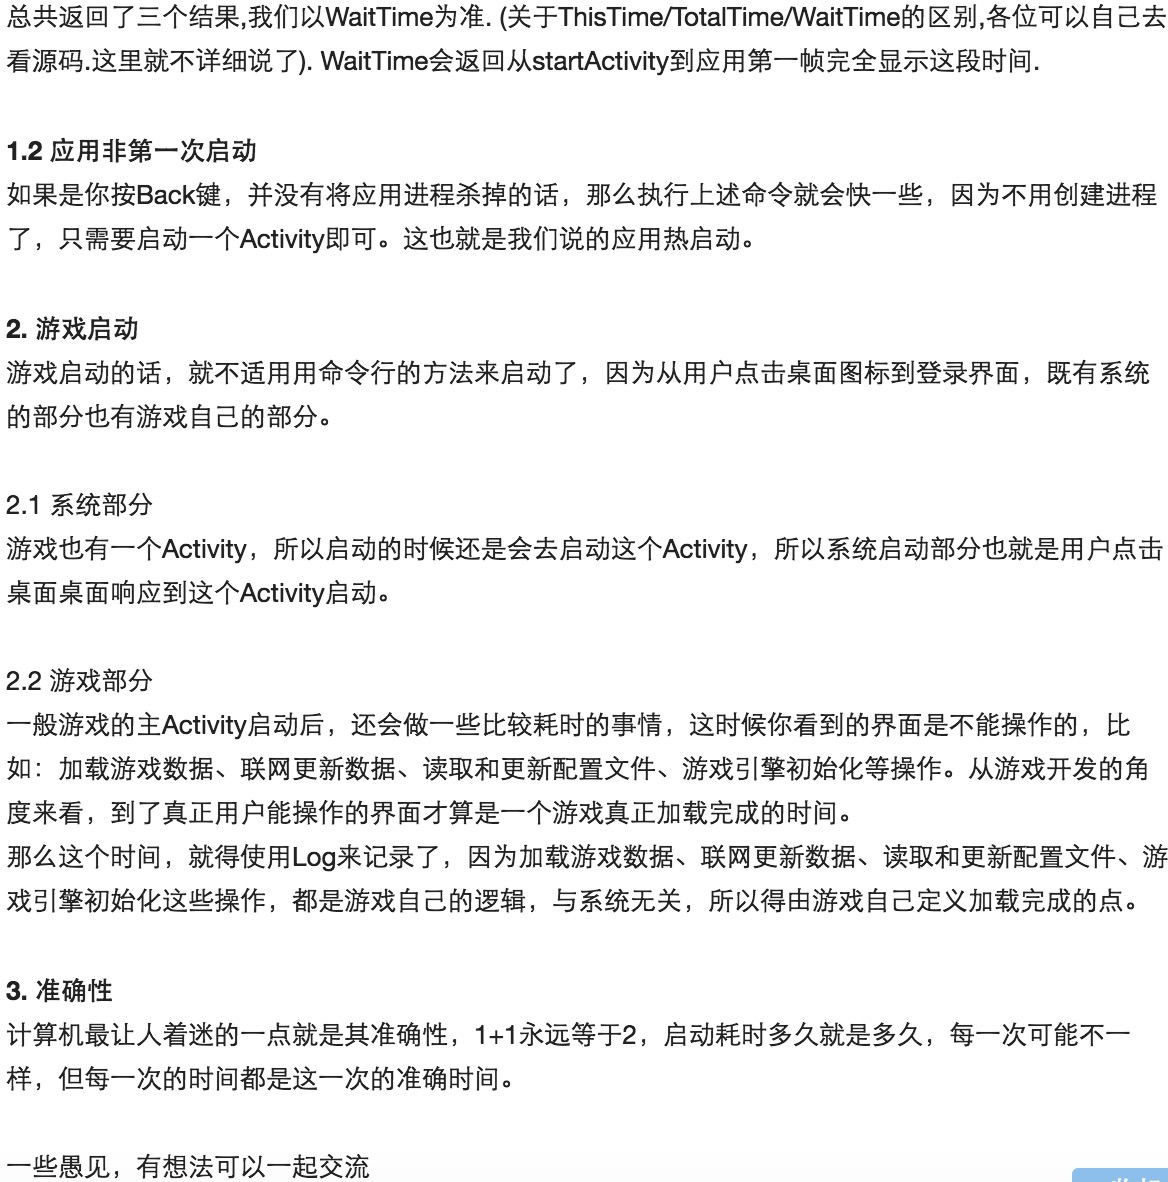 总共返回了三个结果,我们以WaitTime为准. (关于ThisTime/TotalTime/WaitTime的区别,各位可以自己去
看源码.这里就不详细说了). WaitTime会返回从startActivity到应用第一帧完全显示这段时间.
1.2 应用非第一次启动
如果是你按Back键，并没有将应用进程杀掉的话，那么执行上述命令就会快一些，因为不用创建进程
了，只需要启动一个Activity即可。这也就是我们说的应用热启动。
2. 游戏启动
游戏启动的话，就不适用用命令行的方法来启动了，因为从用户点击桌面图标到登录界面，既有系统
的部分也有游戏自己的部分。
2.1 系统部分
游戏也有一个Activity，所以启动的时候还是会去启动这个Activity，所以系统启动部分也就是用户点击
桌面桌面响应到这个Activity启动。
2.2 游戏部分
一般游戏的主Activity启动后，还会做一些比较耗时的事情，这时候你看到的界面是不能操作的，比
如：加载游戏数据、联网更新数据、读取和更新配置文件、游戏引擎初始化等操作。从游戏开发的角
度来看，到了真正用户能操作的界面才算是一个游戏真正加载完成的时间。
那么这个时间，就得使用Log来记录了，因为加载游戏数据、联网更新数据、读取和更新配置文件、游
戏引擎初始化这些操作，都是游戏自己的逻辑，与系统无关，所以得由游戏自己定义加载完成的点。
3. 准确性
计算机最让人着迷的一点就是其准确性，1+1永远等于2，启动耗时多久就是多久，每一次可能不一
样，但每一次的时间都是这一次的准确时间。
一些愚见，有想法可以一起交流